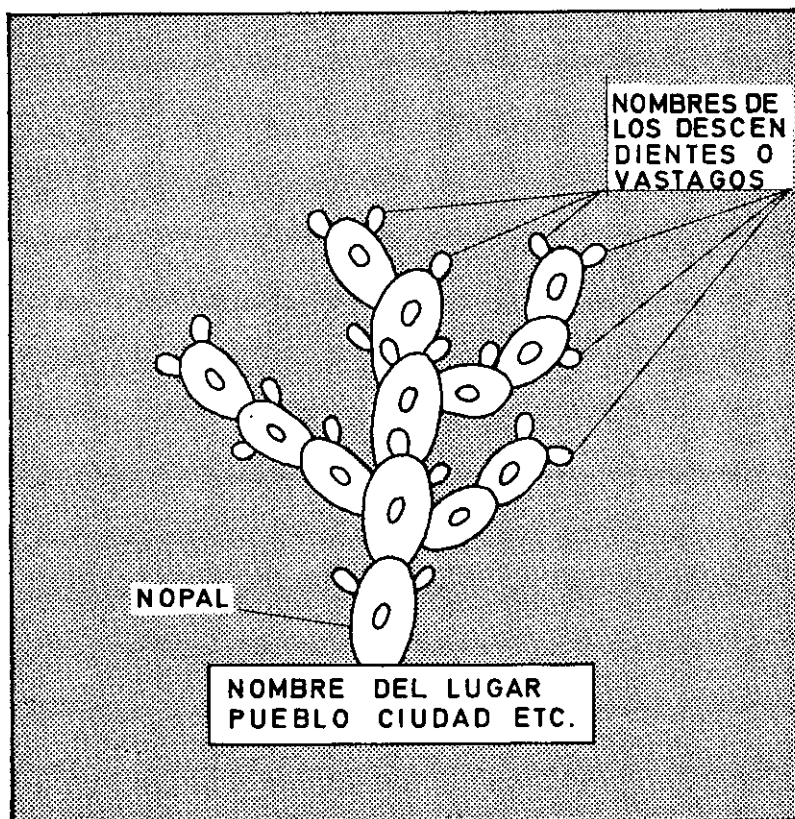 NOMBRES DE
LOS DESCEN
DIENTES O
VASTAGOS
NOPAL
NOMBRE DEL LUGAR
PUEBLO CIUDAD ETC.